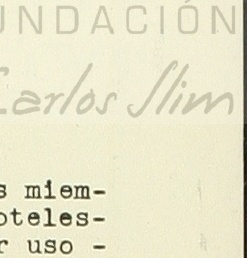 UNDACIÓN
Carlos Slim
s miem-
oteles-
r uso -